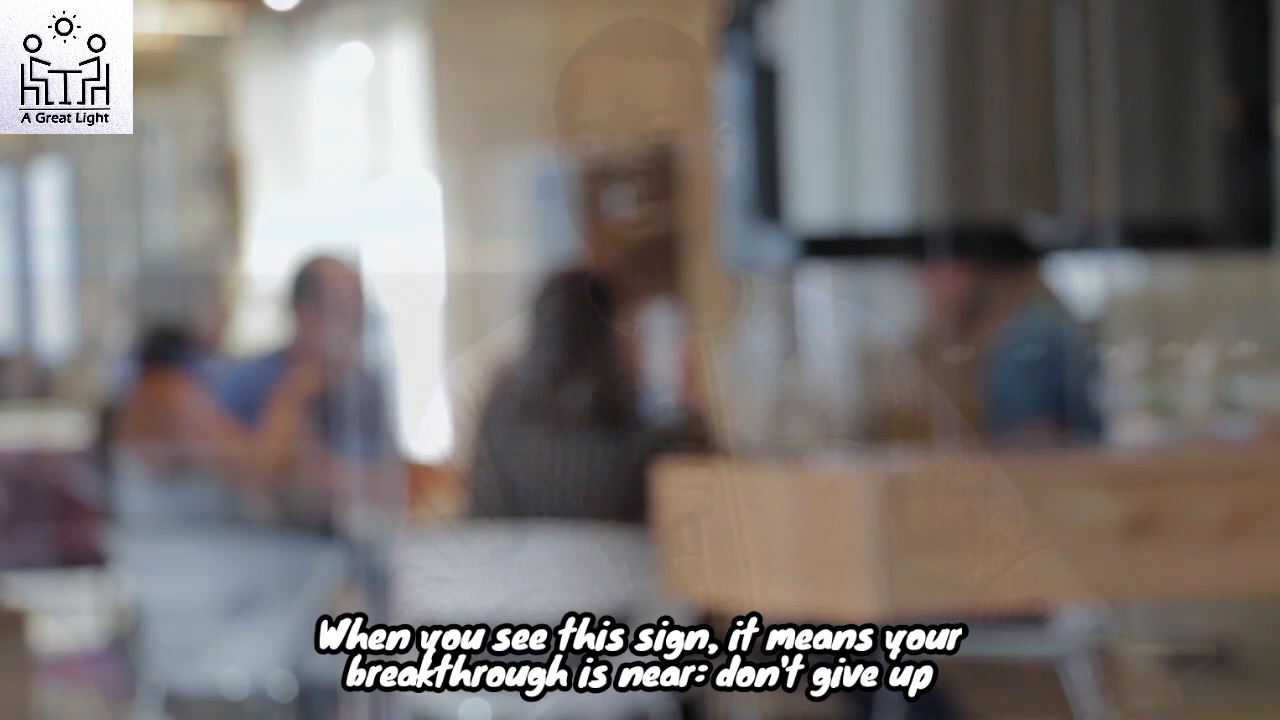 A Great Light
When you see this sign, it means your
breakthrough is near: don't give up